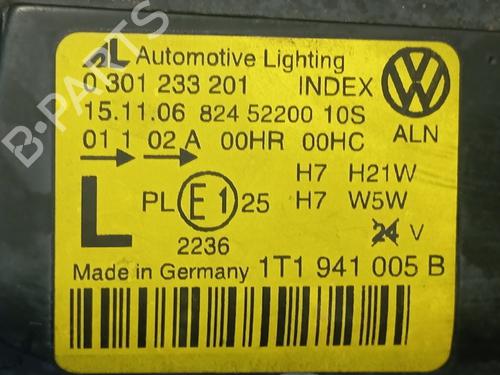 AL Automotive Lighting
0 301 233 201 INDEX
15.11.06 824 52200 10S
ALN
01 1 02 A 00HR 00HC
H7 H21W
L PL E1 25 H7 W5W
2236
24 V
Made in Germany 1T1 941 005 B
B-PARTS